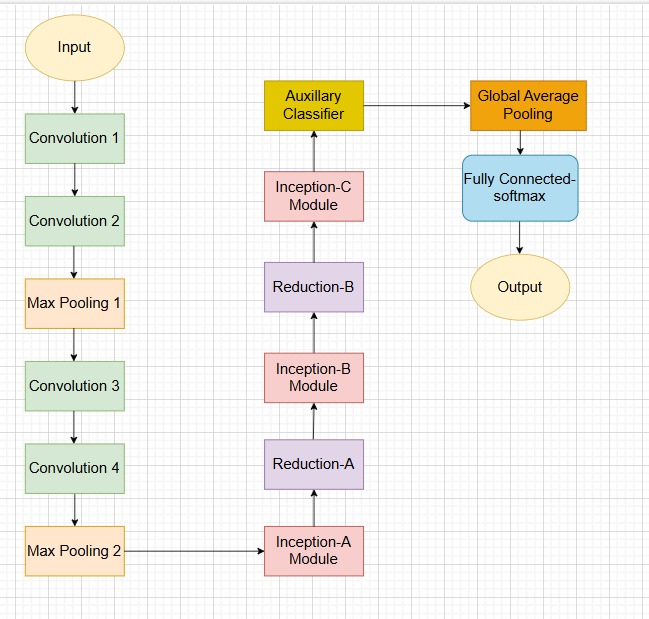 Input
Convolution 1
Convolution 2
Max Pooling 1
Convolution 3
Convolution 4
Max Pooling 2
Inception-A
Module
Reduction-A
Inception-B
Module
Reduction-B
Inception-C
Module
Auxillary
Classifier
Global Average
Pooling
Fully Connected-
softmax
Output